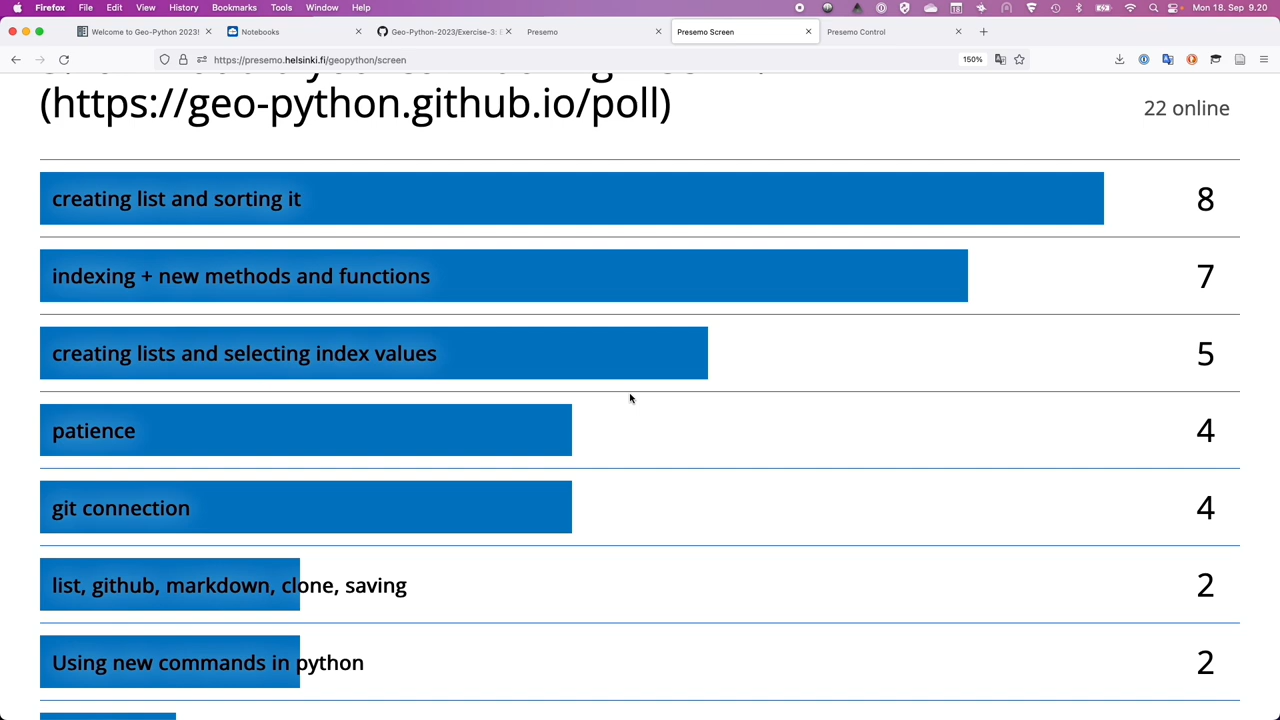 Firefox File Edit View History Bookmarks Tools Window Help
Mon 18. Sep 9.20
Welcome to Geo-Python 2023!
Notebooks
Geo-Python-2023/Exercise-3: E
Presemo
Presemo Screen
Presemo Control
https://presemo.helsinki.fi/geopython/screen
150%
(https://geo-python.github.io/poll)
22 online
creating list and sorting it 8
indexing + new methods and functions 7
creating lists and selecting index values 5
patience 4
git connection 4
list, github, markdown, clone, saving 2
Using new commands in python 2